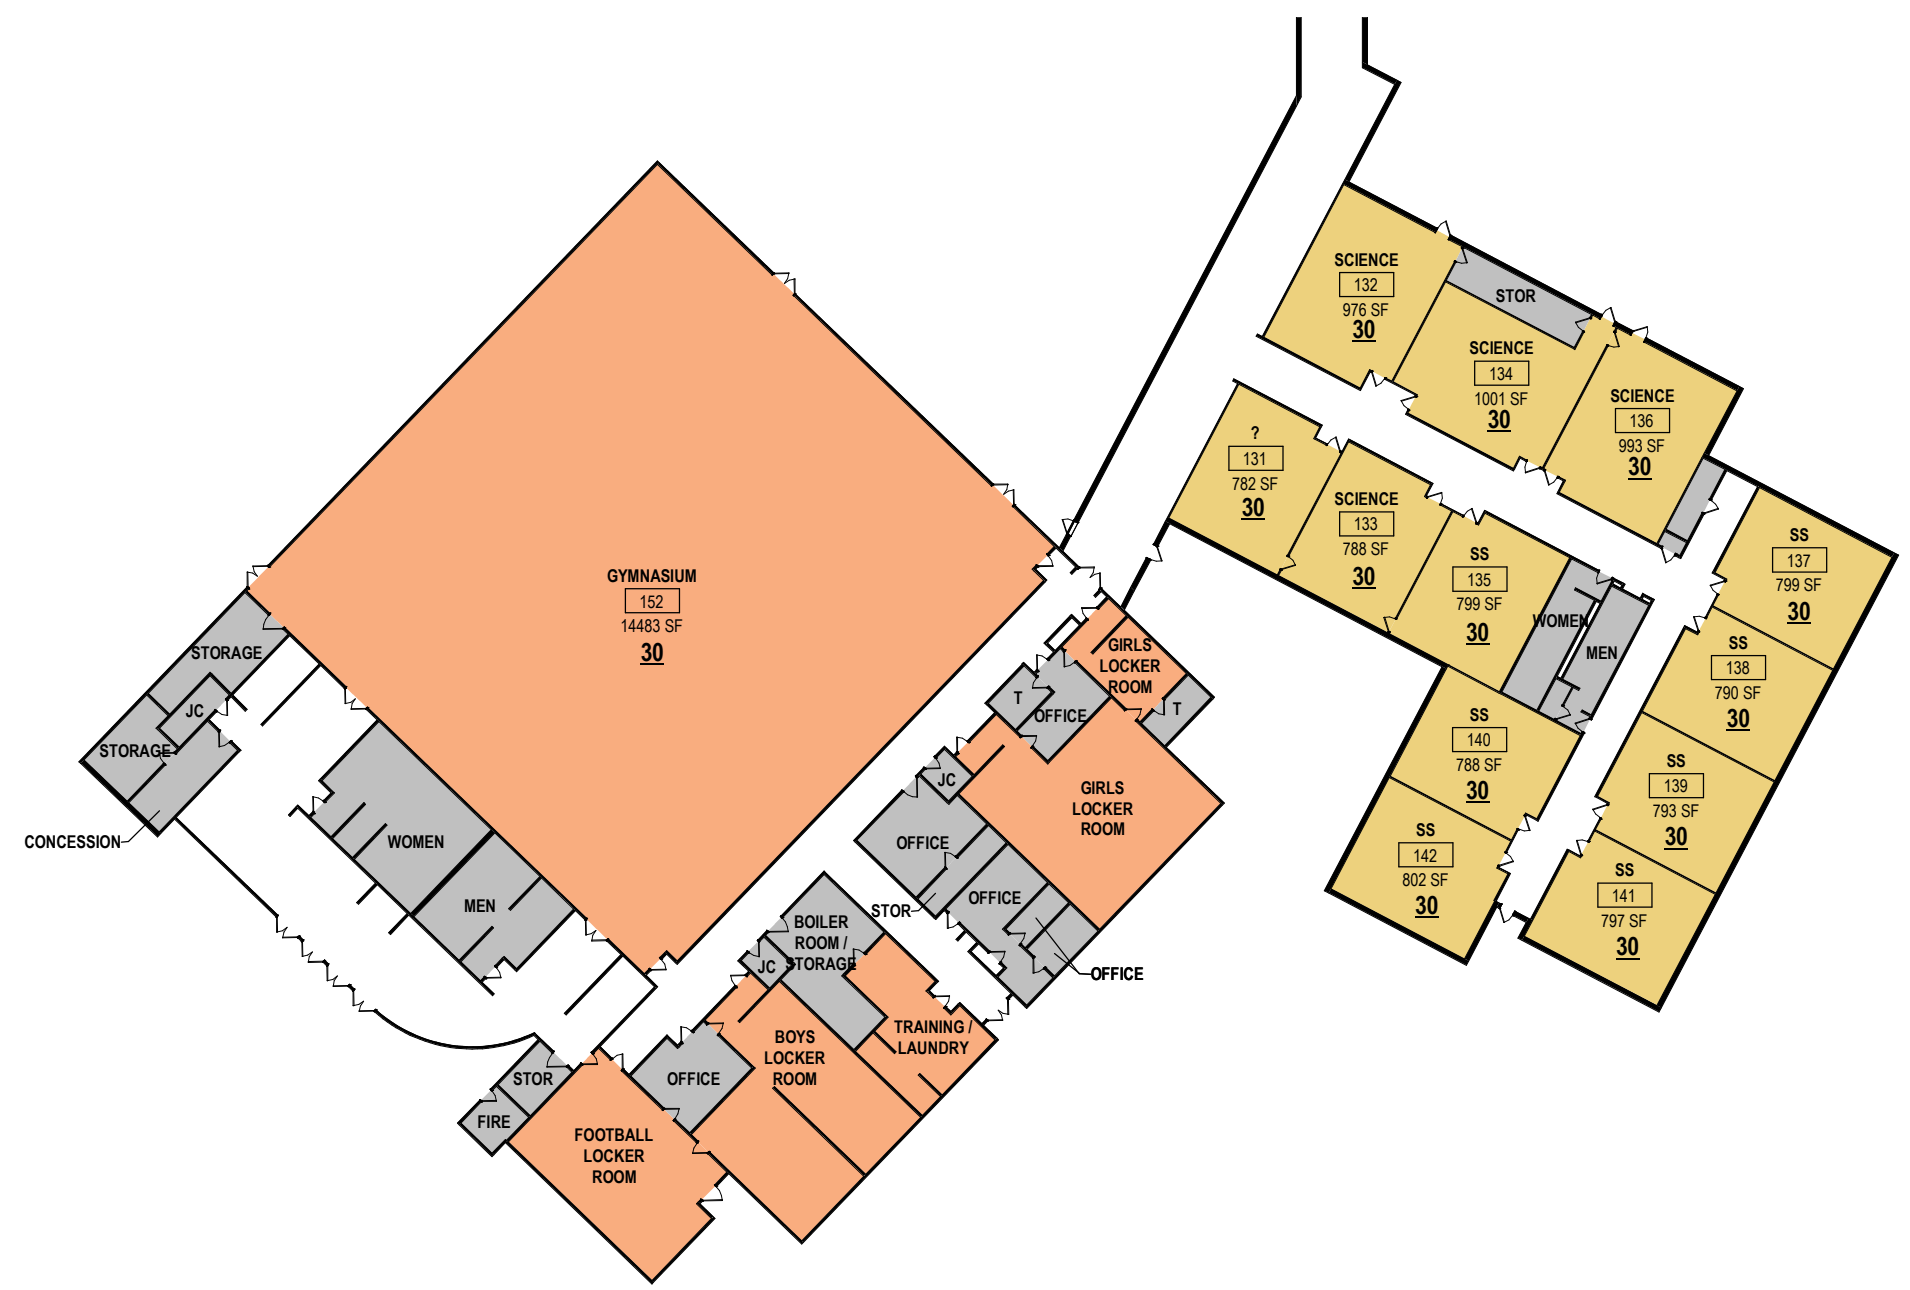 SCIENCE
132
976 SF
30
STOR
SCIENCE
134
1001 SF
30
SCIENCE
136
993 SF
30
?
131
782 SF
30
SCIENCE
133
788 SF
30
SS
135
799 SF
30
WOMEN
MEN
SS
137
799 SF
30
SS
138
790 SF
30
SS
139
793 SF
30
SS
140
788 SF
30
SS
142
802 SF
30
SS
141
797 SF
30
GYMNASIUM
152
14483 SF
30
STORAGE
JC
STORAGE
CONCESSION
WOMEN
MEN
GIRLS
LOCKER
ROOM
T
OFFICE
T
JC
GIRLS
LOCKER
ROOM
OFFICE
OFFICE
STOR
OFFICE
BOILER
ROOM /
STORAGE
JC
TRAINING /
LAUNDRY
BOYS
LOCKER
ROOM
OFFICE
STOR
FIRE
FOOTBALL
LOCKER
ROOM